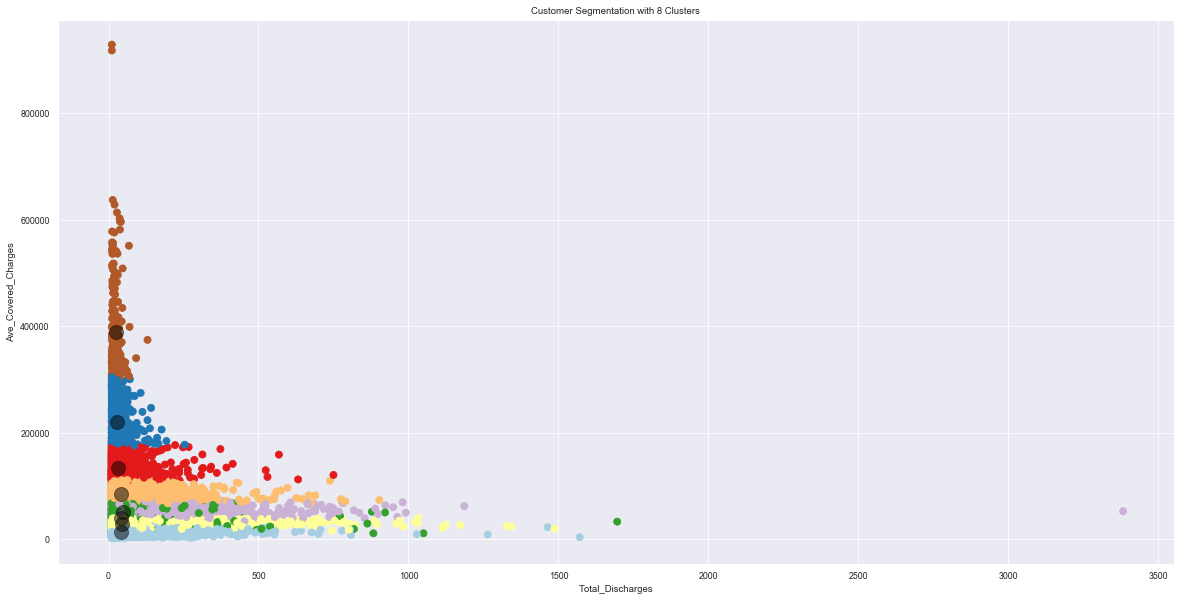 Customer Segmentation with 8 Clusters
Ave_Covered_Charges
800000
600000
400000
200000
0
0 500 1000 1500 2000 2500 3000 3500
Total_Discharges